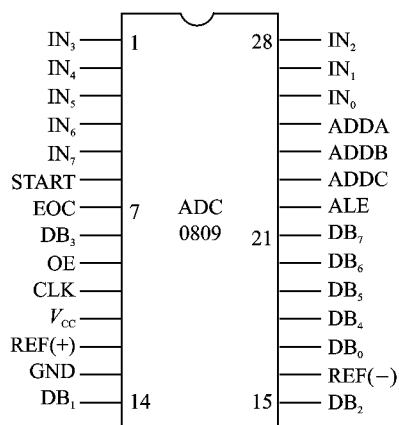 IN₃ 1 28 IN₂
IN₄ IN₁
IN₅ IN₀
IN₆ ADDA
IN₇ ADDB
START ADDC
EOC 7 ADC ALE
DB₃ 0809 21 DB₇
OE DB₆
CLK DB₅
V_CC DB₄
REF(+) DB₀
GND REF(−)
DB₁ 14 15 DB₂